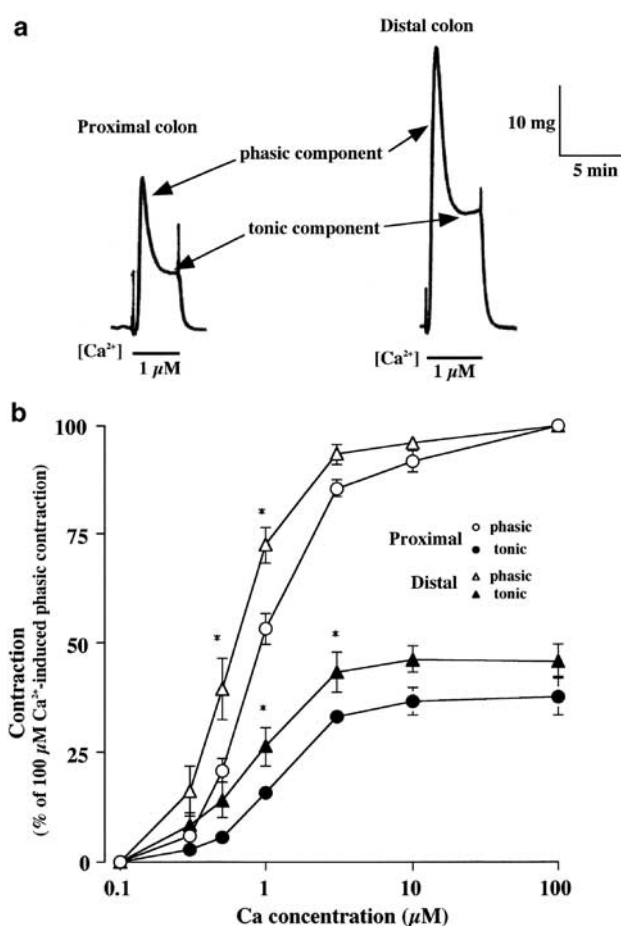 a
Distal colon
Proximal colon
10 mg
5 min
phasic component
tonic component
[Ca²⁺]
1 µM
[Ca²⁺]
1 µM
b
Contraction
(% of 100 µM Ca²⁺-induced phasic contraction)
100
75
50
25
0
*
*
*
*
Proximal
phasic
tonic
Distal
phasic
tonic
0.1
1
10
100
Ca concentration (µM)